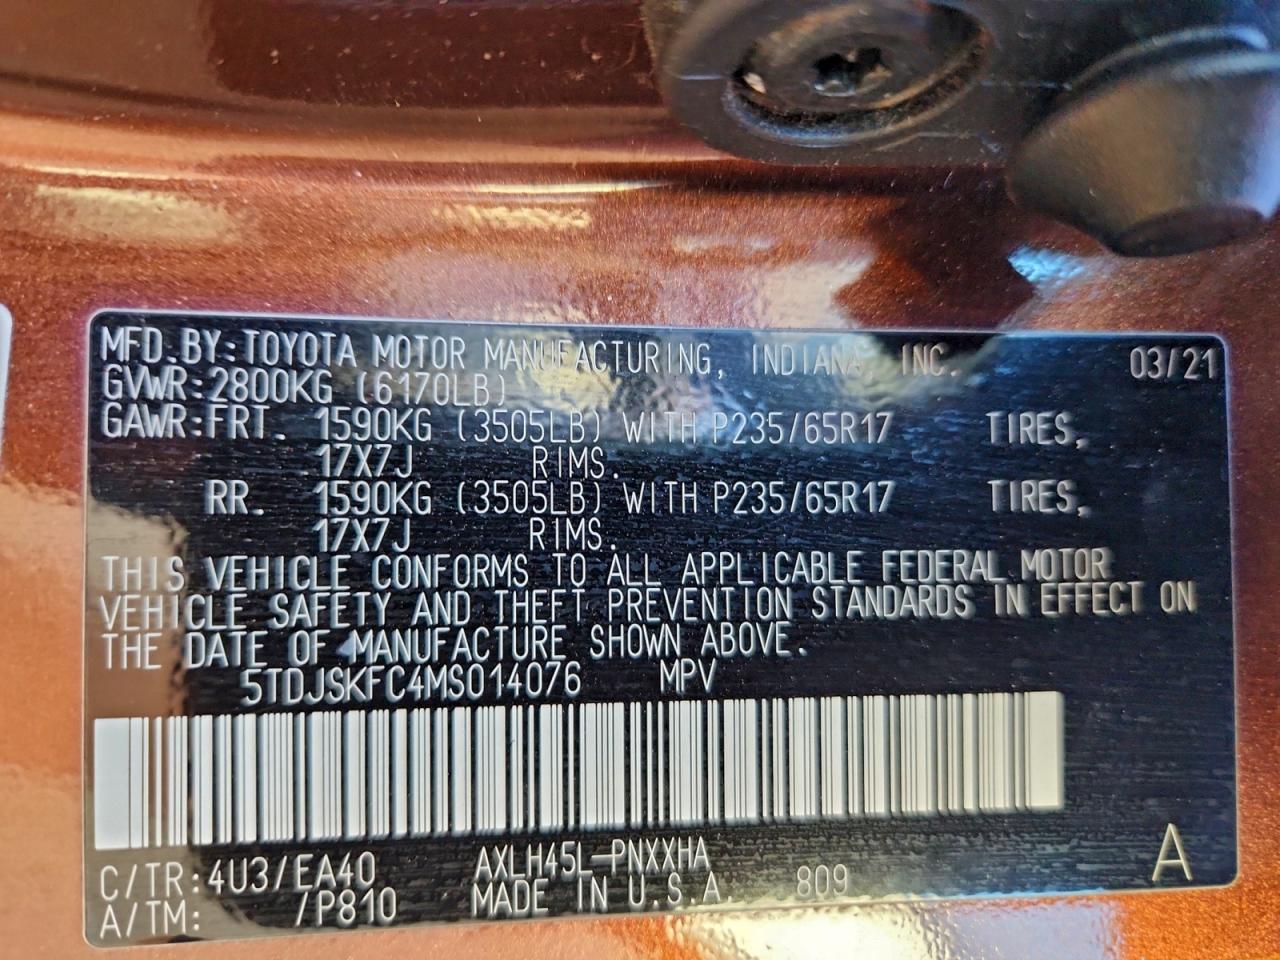 MFD.BY:TOYOTA MOTOR MANUFACTURING, INDIANA, INC. 03/21
GVWR:2800KG (6170LB)
GAWR:FRT. 1590KG (3505LB) WITH P235/65R17 TIRES,
17X7J RIMS.
RR. 1590KG (3505LB) WITH P235/65R17 TIRES,
17X7J RIMS.
THIS VEHICLE CONFORMS TO ALL APPLICABLE FEDERAL MOTOR
VEHICLE SAFETY AND THEFT PREVENTION STANDARDS IN EFFECT ON
THE DATE OF MANUFACTURE SHOWN ABOVE.
5TDJSKFC4MS014076 MPV
C/TR:4U3/EA40 AXLH45L-PNXXHA A
A/TM: /P810 MADE IN U.S.A. 809